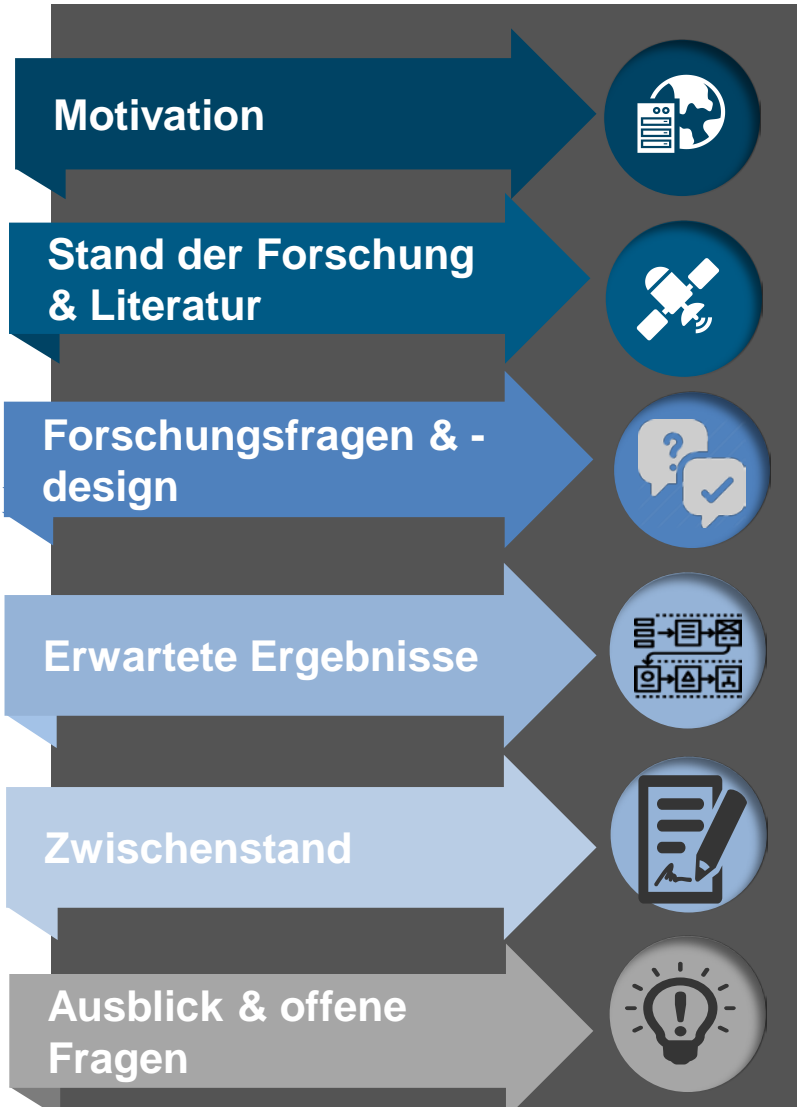 Motivation
Stand der Forschung
& Literatur
Forschungsfragen & -
design
Erwartete Ergebnisse
Zwischenstand
Ausblick & offene
Fragen